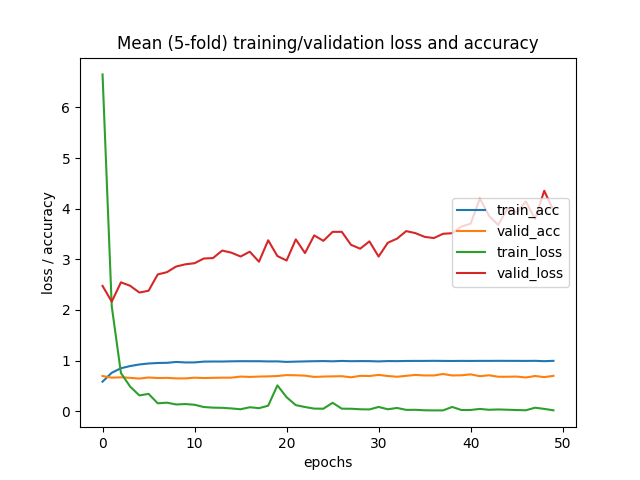 Mean (5-fold) training/validation loss and accuracy
loss / accuracy
6
5
4
3
2
1
0
train_acc
valid_acc
train_loss
valid_loss
0 10 20 30 40 50
epochs